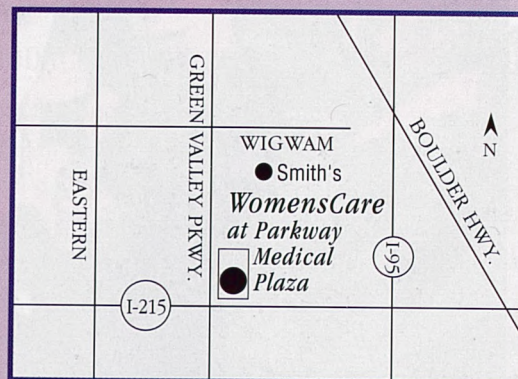 GREEN VALLEY PKWY.
WIGWAM
Smith's
WomensCare
at Parkway
Medical
Plaza
EASTERN
I-215
I-95
BOULDER HWY.
N